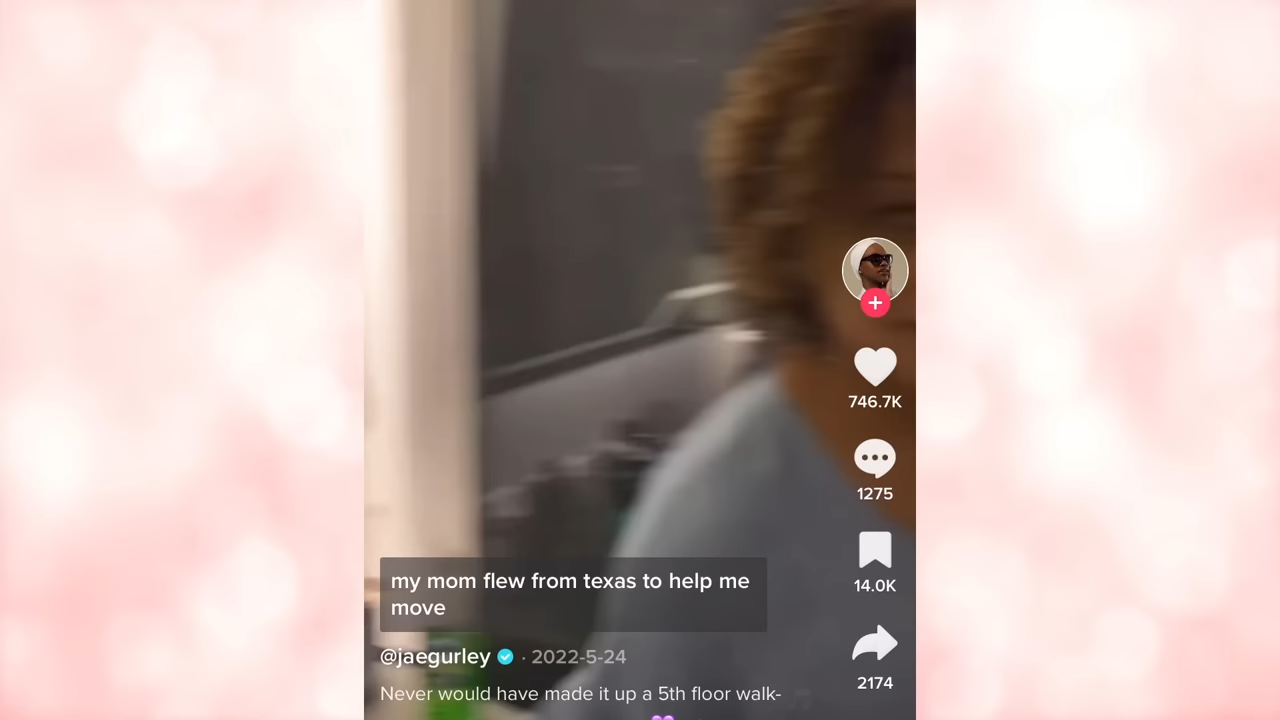 746.7K
1275
14.0K
my mom flew from texas to help me
move
@jaegurley · 2022-5-24
2174
Never would have made it up a 5th floor walk-